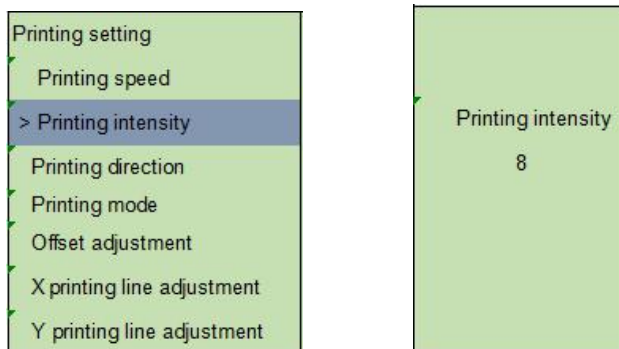 Printing setting
Printing speed
> Printing intensity
Printing direction
Printing mode
Offset adjustment
X printing line adjustment
Y printing line adjustment
Printing intensity
8